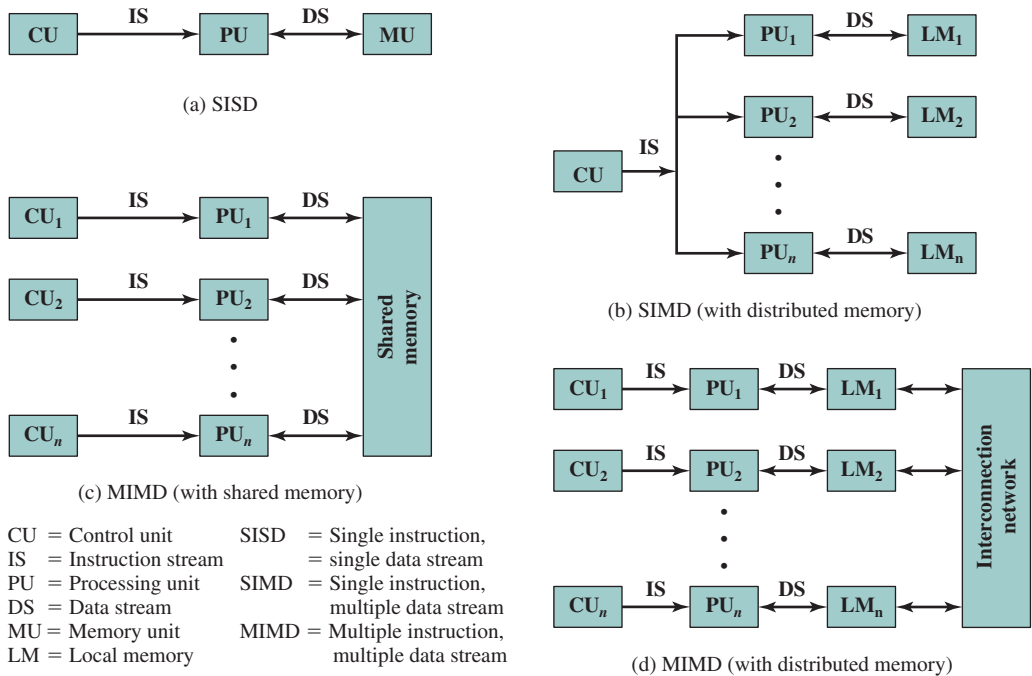 CU IS PU DS MU
(a) SISD
PU₁ DS LM₁
PU₂ DS LM₂
IS
CU
PUₙ DS LMₙ
(b) SIMD (with distributed memory)
CU₁ IS PU₁ DS
CU₂ IS PU₂ DS
CUₙ IS PUₙ DS
Shared
memory
(c) MIMD (with shared memory)
CU₁ IS PU₁ DS LM₁
CU₂ IS PU₂ DS LM₂
CUₙ IS PUₙ DS LMₙ
Interconnection
network
(d) MIMD (with distributed memory)
CU = Control unit
IS = Instruction stream
PU = Processing unit
DS = Data stream
MU = Memory unit
LM = Local memory
SISD = Single instruction,
= single data stream
SIMD = Single instruction,
multiple data stream
MIMD = Multiple instruction,
multiple data stream